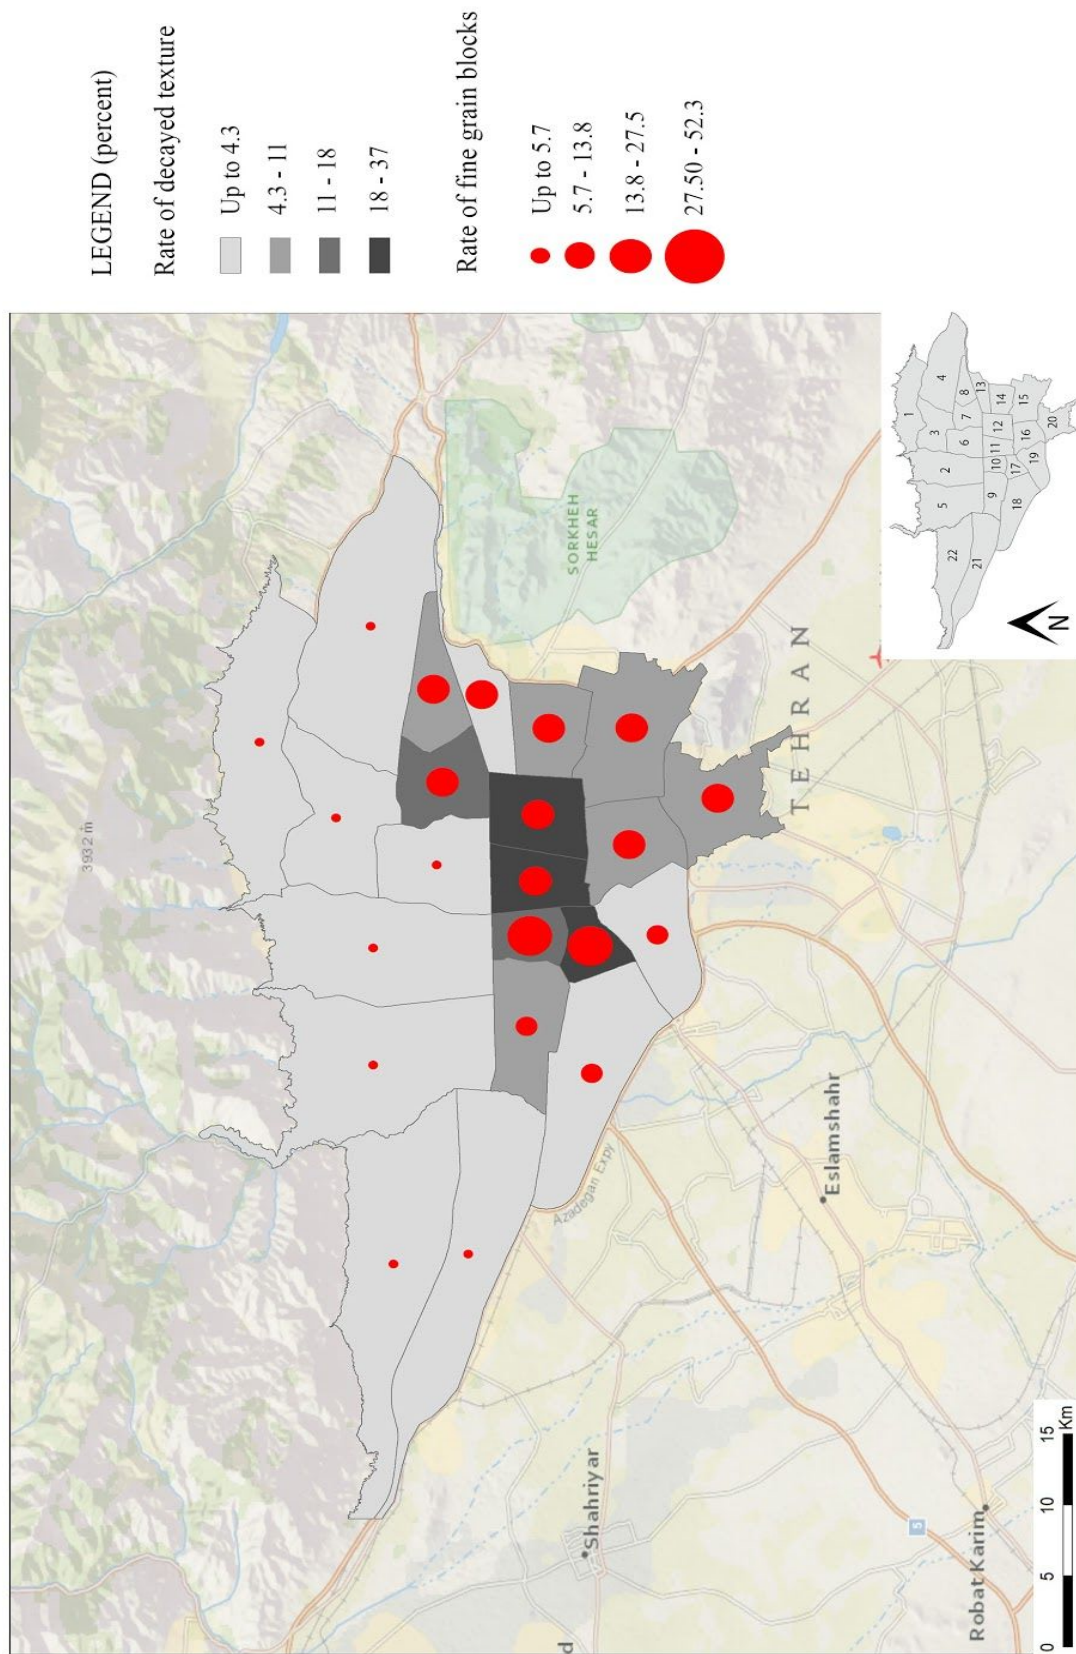 LEGEND (percent)
Rate of decayed texture
Up to 4.3
4.3 - 11
11 - 18
18 - 37
Rate of fine grain blocks
Up to 5.7
5.7 - 13.8
13.8 - 27.5
27.50 - 52.3
3932 m
SORKHEH
HESAR
TEHRAN
Azadegan Expy
Eslamshahr
Shahriyar
Robat Karim
5
d
0 5 10 15
Km
N
1
2
3
4
5
6
7
8
9
10
11
12
13
14
15
16
17
18
19
20
21
22